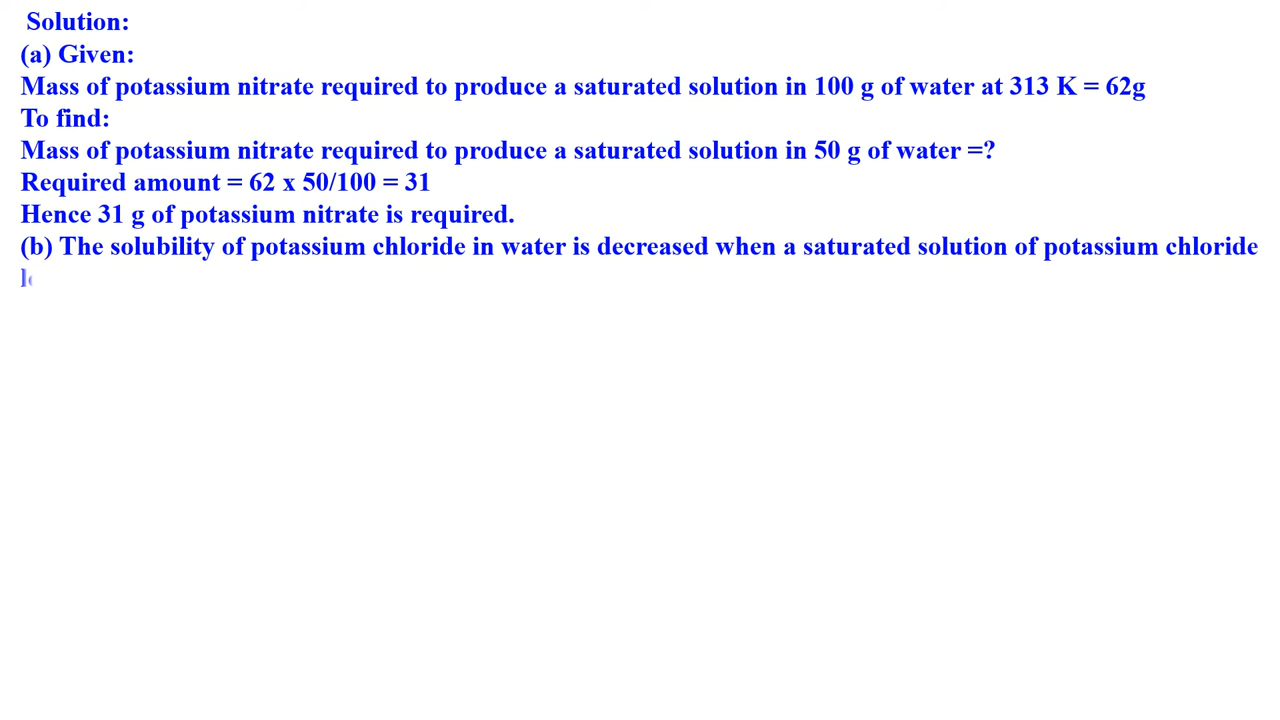 Solution:
(a) Given:
Mass of potassium nitrate required to produce a saturated solution in 100 g of water at 313 K = 62g
To find:
Mass of potassium nitrate required to produce a saturated solution in 50 g of water =?
Required amount = 62 x 50/100 = 31
Hence 31 g of potassium nitrate is required.
(b) The solubility of potassium chloride in water is decreased when a saturated solution of potassium chloride